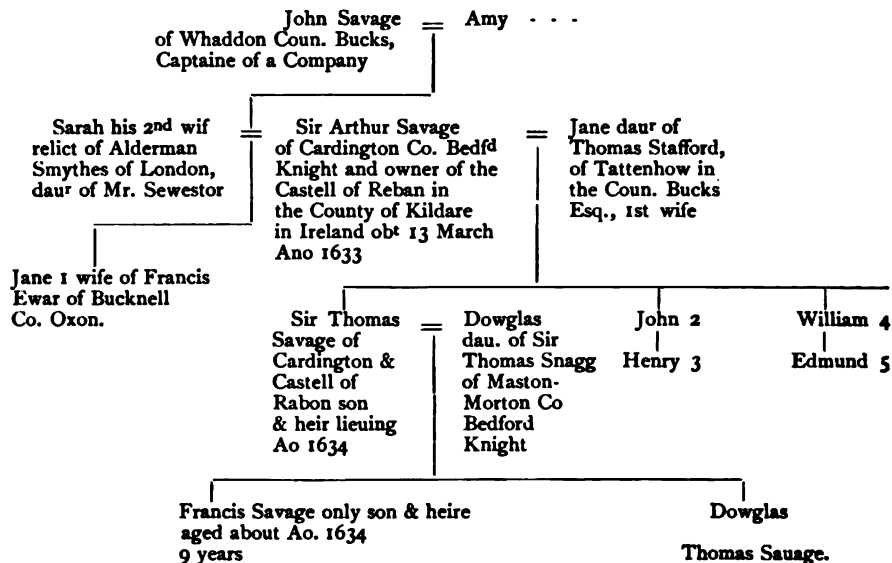 John Savage
of Whaddon Coun. Bucks,
Captaine of a Company
=
Amy - - -
Sarah his 2nd wif
relict of Alderman
Smythes of London,
daur of Mr. Sewestor
=
Sir Arthur Savage
of Cardington Co. Bedfd
Knight and owner of the
Castell of Reban in
the County of Kildare
in Ireland obt 13 March
Ano 1633
=
Jane daur of
Thomas Stafford,
of Tattenhow in
the Coun. Bucks
Esq., 1st wife
Jane 1 wife of Francis
Ewar of Bucknell
Co. Oxon.
Sir Thomas
Savage of
Cardington &
Castell of
Rabon son
& heir lieuing
Ao 1634
=
Dowglas
dau. of Sir
Thomas Snagg
of Maston-
Morton Co
Bedford
Knight
John 2
Henry 3
William 4
Edmund 5
Francis Savage only son & heire
aged about Ao. 1634
9 years
Dowglas
Thomas Sauage.